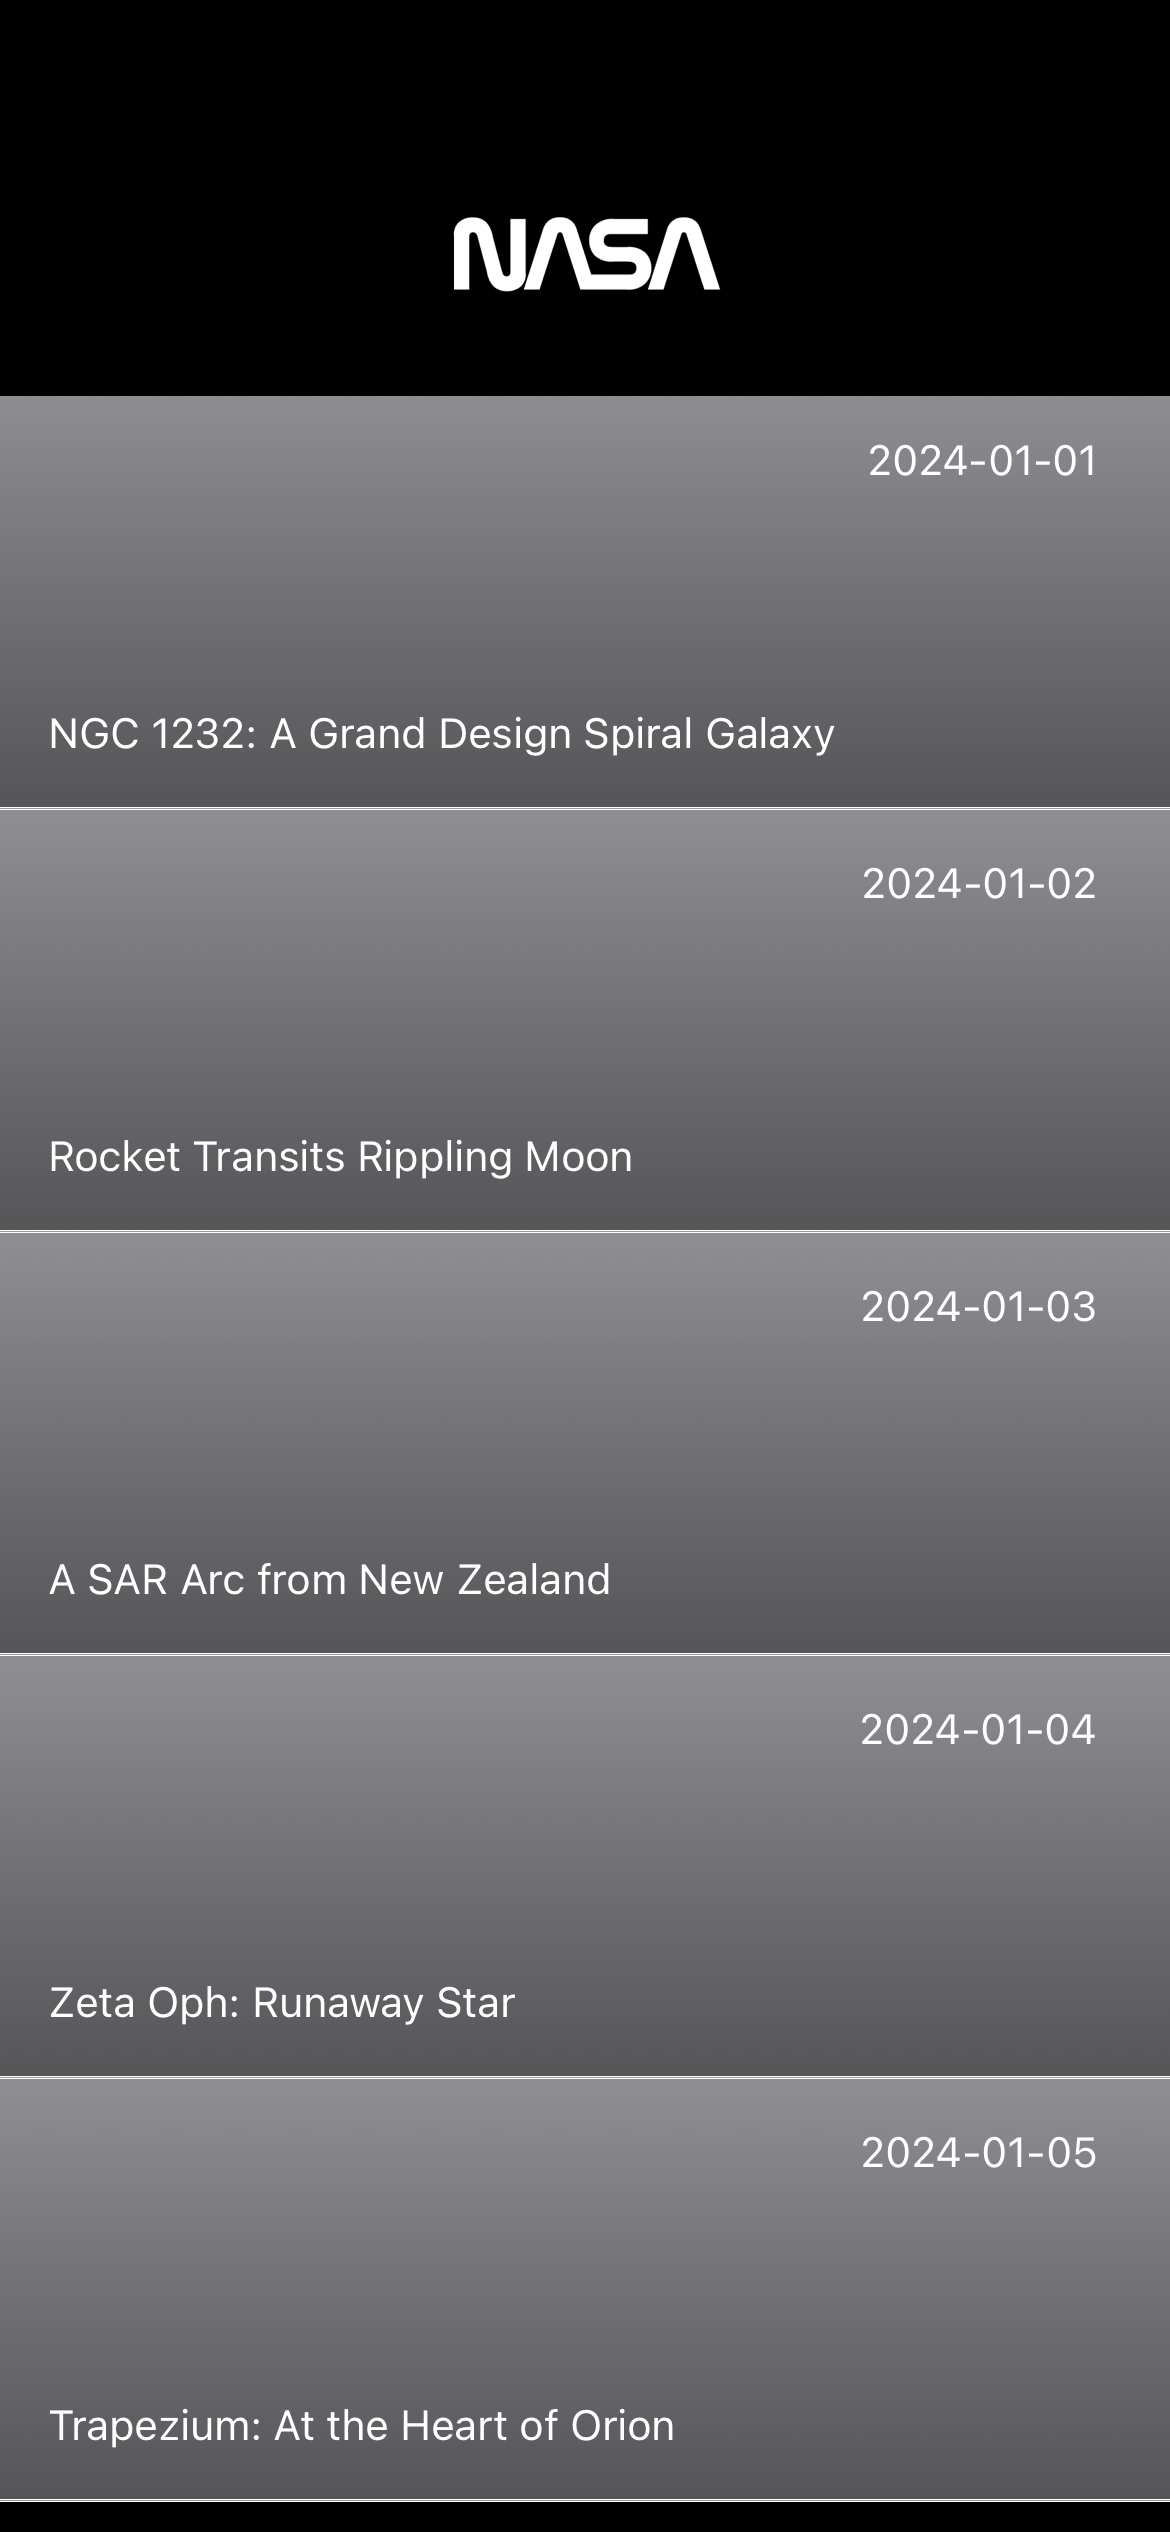 NASA
2024-01-01
NGC 1232: A Grand Design Spiral Galaxy
2024-01-02
Rocket Transits Rippling Moon
2024-01-03
A SAR Arc from New Zealand
2024-01-04
Zeta Oph: Runaway Star
2024-01-05
Trapezium: At the Heart of Orion